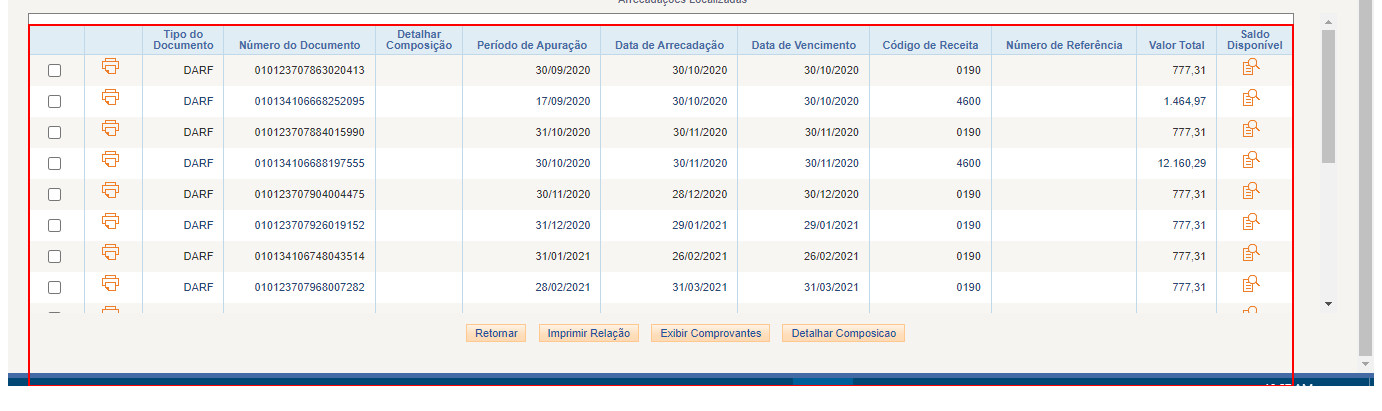 Arrecadações Localizadas
Tipo do Documento Número do Documento Detalhar Composição Período de Apuração Data de Arrecadação Data de Vencimento Código de Receita Número de Referência Valor Total Saldo Disponível
DARF 010123707863020413 30/09/2020 30/10/2020 30/10/2020 0190 777,31
DARF 010134106668252095 17/09/2020 30/10/2020 30/10/2020 4600 1.464,97
DARF 010123707884015990 31/10/2020 30/11/2020 30/11/2020 0190 777,31
DARF 010134106688197555 30/10/2020 30/11/2020 30/11/2020 4600 12.160,29
DARF 010123707904004475 30/11/2020 28/12/2020 30/12/2020 0190 777,31
DARF 010123707926019152 31/12/2020 29/01/2021 29/01/2021 0190 777,31
DARF 010134106748043514 31/01/2021 26/02/2021 26/02/2021 0190 777,31
DARF 010123707968007282 28/02/2021 31/03/2021 31/03/2021 0190 777,31
Retornar Imprimir Relação Exibir Comprovantes Detalhar Composicao